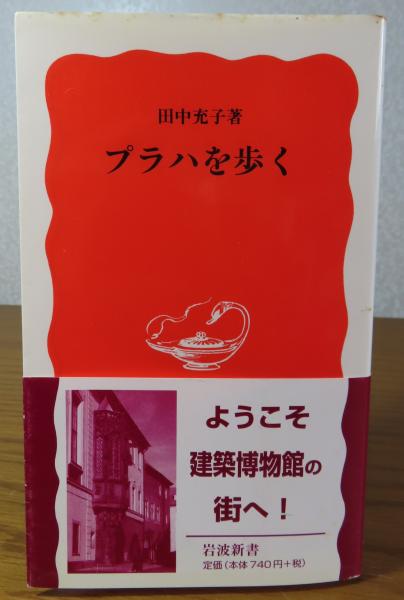 田中充子著
プラハを歩く
ようこそ
建築博物館の
街へ！
岩波新書
定価（本体740円＋税）